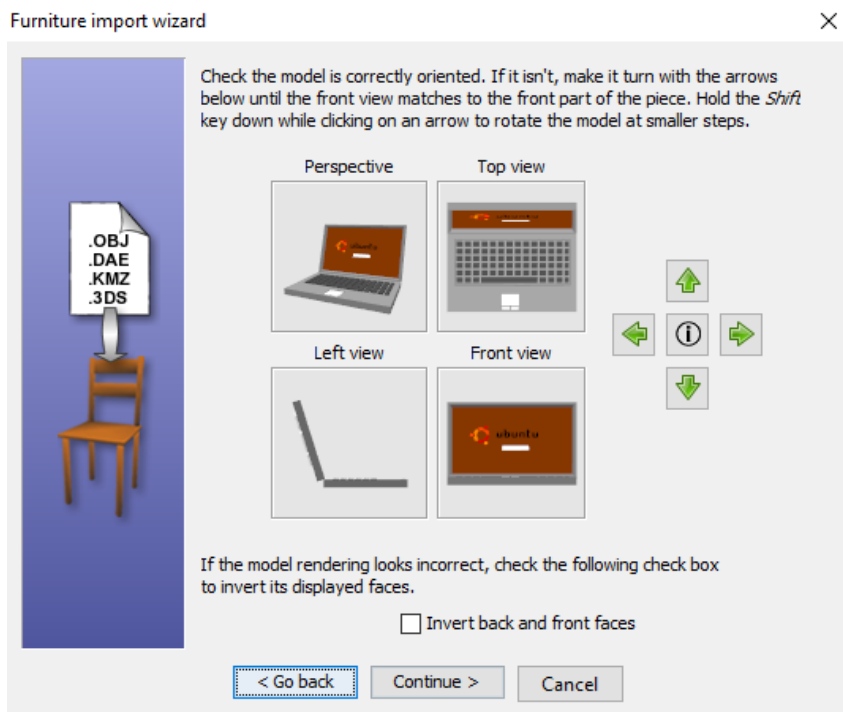 Furniture import wizard
Check the model is correctly oriented. If it isn't, make it turn with the arrows
below until the front view matches to the front part of the piece. Hold the Shift
key down while clicking on an arrow to rotate the model at smaller steps.
Perspective
Top view
.OBJ
.DAE
.KMZ
.3DS
ubuntu
Left view
Front view
ubuntu
If the model rendering looks incorrect, check the following check box
to invert its displayed faces.
Invert back and front faces
< Go back
Continue >
Cancel